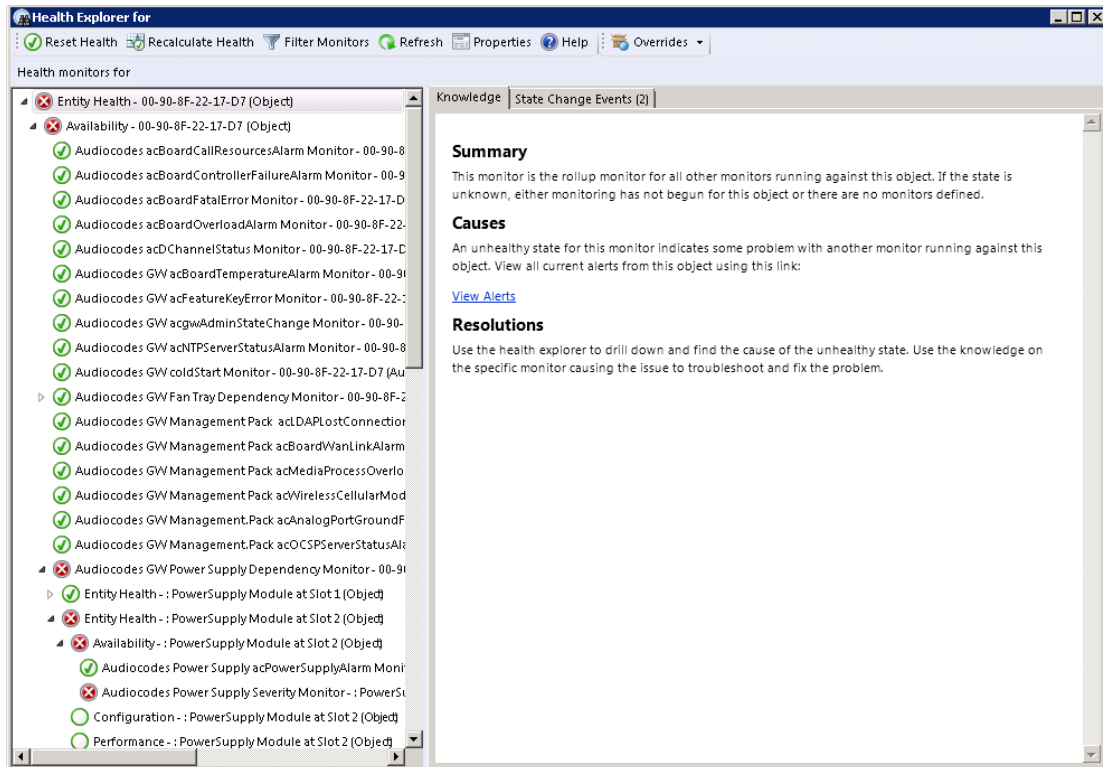 Health Explorer for
Reset Health Recalculate Health Filter Monitors Refresh Properties Help Overrides
Health monitors for
Entity Health - 00-90-8F-22-17-D7 (Object)
Availability - 00-90-8F-22-17-D7 (Object)
Audiocodes acBoardCallResourcesAlarm Monitor - 00-90-8
Audiocodes acBoardControllerFailureAlarm Monitor - 00-9
Audiocodes acBoardFatalError Monitor - 00-90-8F-22-17-D
Audiocodes acBoardOverloadAlarm Monitor - 00-90-8F-22-
Audiocodes acDChannelStatus Monitor - 00-90-8F-22-17-D
Audiocodes GW acBoardTemperatureAlarm Monitor - 00-9
Audiocodes GW acFeatureKeyError Monitor - 00-90-8F-22-
Audiocodes GW acgwAdminStateChange Monitor - 00-90-
Audiocodes GW acNTPServerStatusAlarm Monitor - 00-90-8
Audiocodes GW coldStart Monitor - 00-90-8F-22-17-D7 (Au
Audiocodes GW Fan Tray Dependency Monitor - 00-90-8F-2
Audiocodes GW Management Pack acLDAPLostConnection
Audiocodes GW Management Pack acBoardWanLinkAlarm
Audiocodes GW Management Pack acMediaProcessOverlo
Audiocodes GW Management Pack acWirelessCellularMod
Audiocodes GW Management.Pack acAnalogPortGroundF
Audiocodes GW Management.Pack acOCSPServerStatusAla
Audiocodes GW Power Supply Dependency Monitor - 00-9
Entity Health - : PowerSupply Module at Slot 1 (Object)
Entity Health - : PowerSupply Module at Slot 2 (Object)
Availability - : PowerSupply Module at Slot 2 (Object)
Audiocodes Power Supply acPowerSupplyAlarm Moni
Audiocodes Power Supply Severity Monitor - : PowerSu
Configuration - : PowerSupply Module at Slot 2 (Object)
Performance - : PowerSupply Module at Slot 2 (Object)
Knowledge State Change Events (2)
Summary
This monitor is the rollup monitor for all other monitors running against this object. If the state is
unknown, either monitoring has not begun for this object or there are no monitors defined.
Causes
An unhealthy state for this monitor indicates some problem with another monitor running against this
object. View all current alerts from this object using this link:
View Alerts
Resolutions
Use the health explorer to drill down and find the cause of the unhealthy state. Use the knowledge on
the specific monitor causing the issue to troubleshoot and fix the problem.